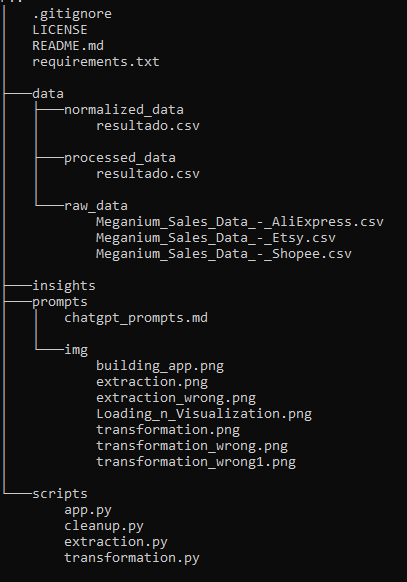 .gitignore
LICENSE
README.md
requirements.txt
data
normalized_data
resultado.csv
processed_data
resultado.csv
raw_data
Meganium_Sales_Data_-_AliExpress.csv
Meganium_Sales_Data_-_Etsy.csv
Meganium_Sales_Data_-_Shopee.csv
insights
prompts
chatgpt_prompts.md
img
building_app.png
extraction.png
extraction_wrong.png
Loading_n_Visualization.png
transformation.png
transformation_wrong.png
transformation_wrong1.png
scripts
app.py
cleanup.py
extraction.py
transformation.py